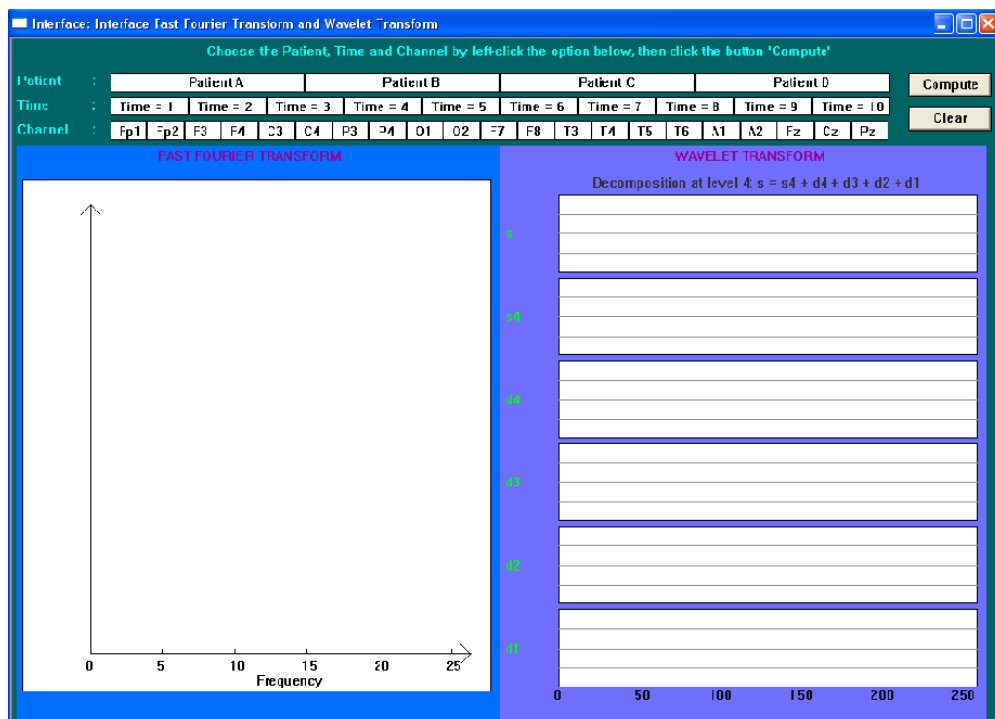 Interface: Interface Fast Fourier Transform and Wavelet Transform
Choose the Patient, Time and Channel by left-click the option below, then click the button 'Compute'
Patient : Patient A Patient B Patient C Patient D Compute
Time : Time = 1 Time = 2 Time = 3 Time = 4 Time = 5 Time = 6 Time = 7 Time = 8 Time = 9 Time = 10
Clear
Channel : Fp1 Fp2 F3 F4 C3 C4 P3 P4 O1 O2 F7 F8 T3 T4 T5 T6 A1 A2 Fz Cz Pz
FAST FOURIER TRANSFORM WAVELET TRANSFORM
Decomposition at level 4: s = s4 + d4 + d3 + d2 + d1
s
s4
d4
d3
d2
d1
0 5 10 15 20 25
Frequency
0 50 100 150 200 250